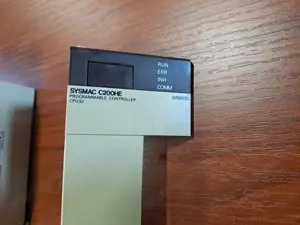 RUN
ERR
INH
COMM
SYSMAC C200HE
PROGRAMMABLE CONTROLLER
CPU32
OMRON